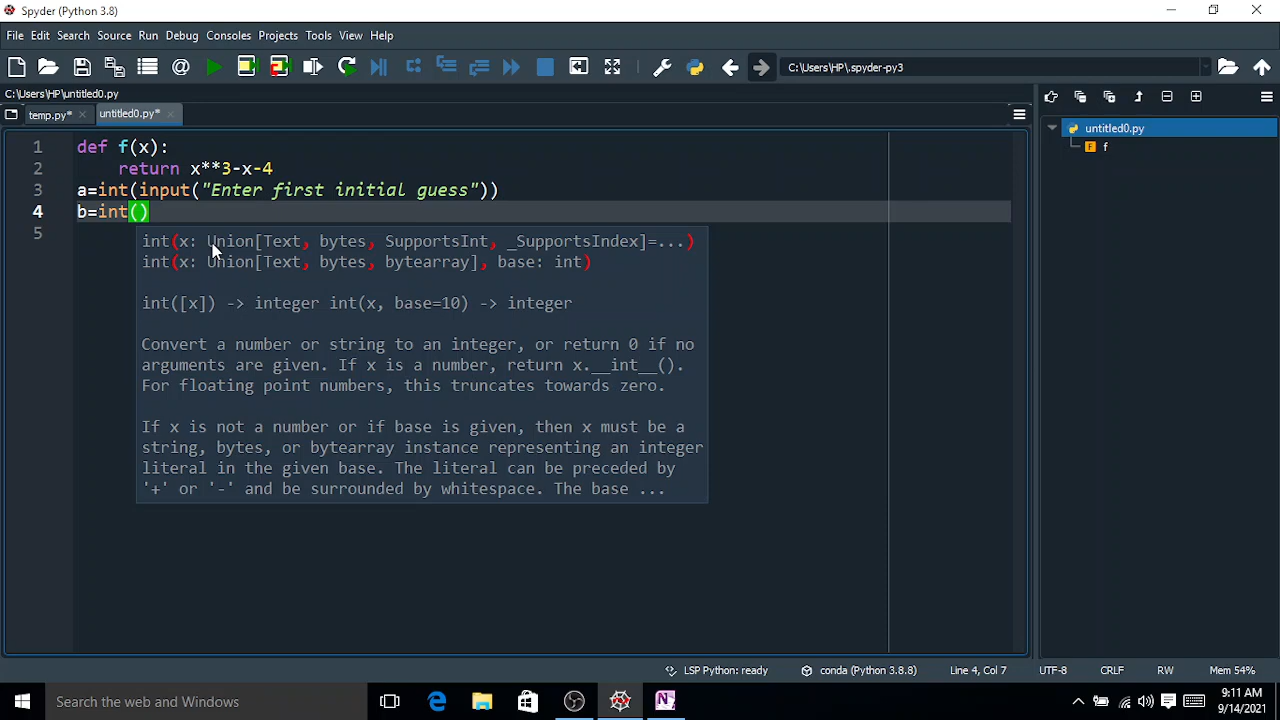 Spyder (Python 3.8)
File Edit Search Source Run Debug Consoles Projects Tools View Help
C:\Users\HP\.spyder-py3
C:\Users\HP\untitled0.py
temp.py* untitled0.py*
untitled0.py
F f
1 def f(x):
2 return x**3-x-4
3 a=int(input("Enter first initial guess"))
4 b=int()
5
int(x: Union[Text, bytes, SupportsInt, _SupportsIndex]=...)
int(x: Union[Text, bytes, bytearray], base: int)
int([x]) -> integer int(x, base=10) -> integer
Convert a number or string to an integer, or return 0 if no
arguments are given. If x is a number, return x.__int__().
For floating point numbers, this truncates towards zero.
If x is not a number or if base is given, then x must be a
string, bytes, or bytearray instance representing an integer
literal in the given base. The literal can be preceded by
'+' or '-' and be surrounded by whitespace. The base ...
LSP Python: ready conda (Python 3.8.8) Line 4, Col 7 UTF-8 CRLF RW Mem 54%
Search the web and Windows
9:11 AM
9/14/2021